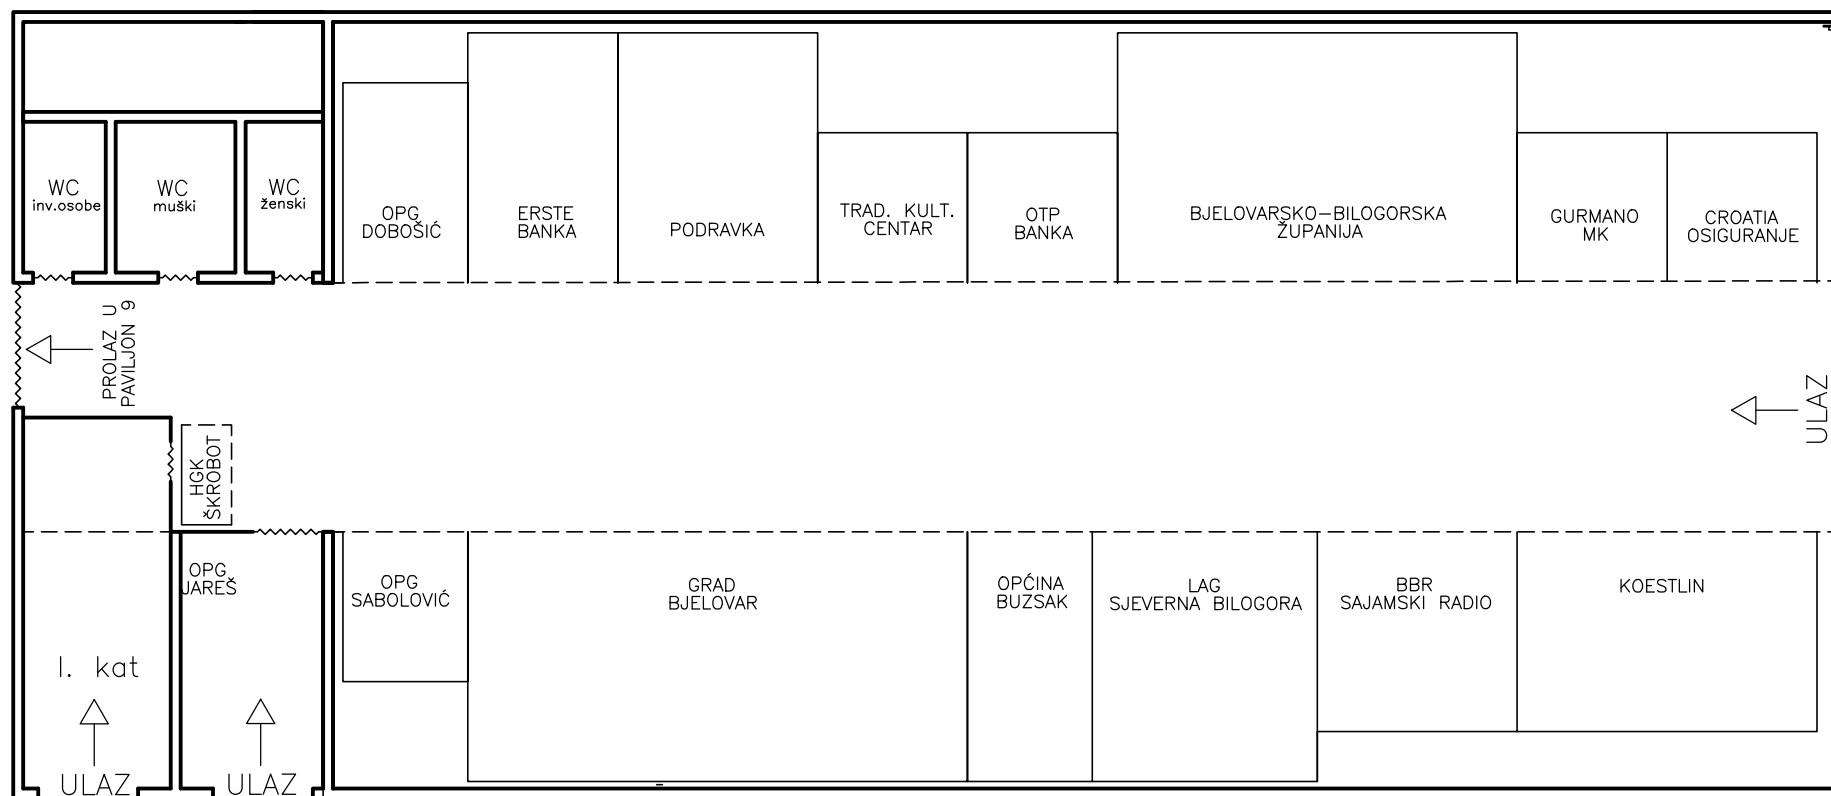 WC
inv.osobe
WC
muški
WC
ženski
OPG
DOBOŠIĆ
ERSTE
BANKA
PODRAVKA
TRAD. KULT.
CENTAR
OTP
BANKA
BJELOVARSKO-BILOGORSKA
ŽUPANIJA
GURMANO
MK
CROATIA
OSIGURANJE
PROLAZ U
PAVILJON 9
ULAZ
HGK
ŠKROBOT
OPG
JAREŠ
OPG
SABOLOVIĆ
GRAD
BJELOVAR
OPĆINA
BUZSAK
LAG
SJEVERNA BILOGORA
BBR
SAJAMSKI RADIO
KOESTLIN
I. kat
ULAZ
ULAZ